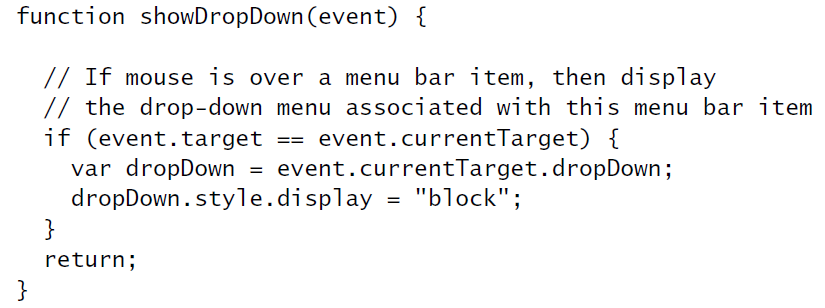 function showDropDown(event) {
// If mouse is over a menu bar item, then display
// the drop-down menu associated with this menu bar item
if (event.target == event.currentTarget) {
var dropDown = event.currentTarget.dropDown;
dropDown.style.display = "block";
}
return;
}